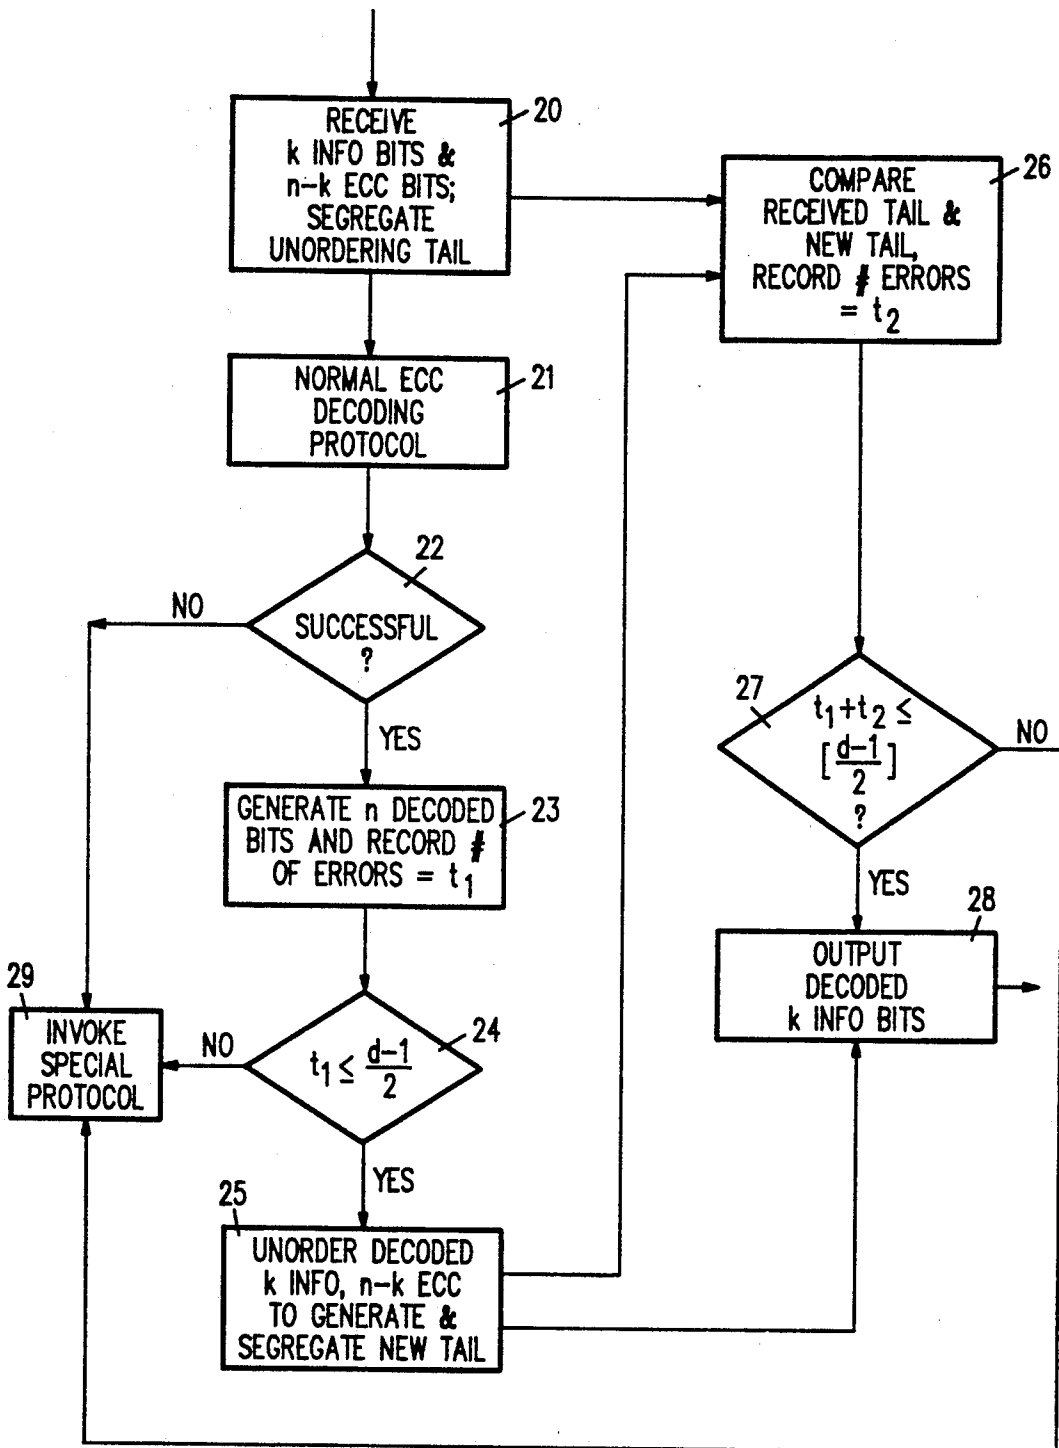 20
RECEIVE
k INFO BITS &
n-k ECC BITS;
SEGREGATE
UNORDERING TAIL
21
NORMAL ECC
DECODING
PROTOCOL
22
SUCCESSFUL
?
NO
YES
23
GENERATE n DECODED
BITS AND RECORD #
OF ERRORS = t₁
24
t₁ ≤ (d-1)/2
NO
YES
29
INVOKE
SPECIAL
PROTOCOL
25
UNORDER DECODED
k INFO, n-k ECC
TO GENERATE &
SEGREGATE NEW TAIL
26
COMPARE
RECEIVED TAIL &
NEW TAIL,
RECORD # ERRORS
= t₂
27
t₁+t₂ ≤
[(d-1)/2]
?
NO
YES
28
OUTPUT
DECODED
k INFO BITS